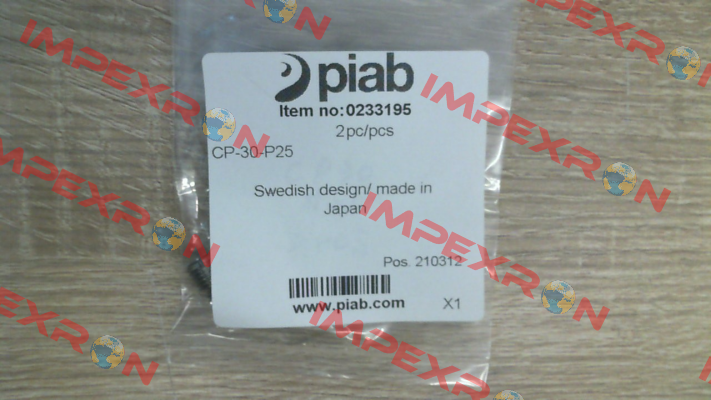 piab
Item no:0233195
2pc/pcs
CP-30-P25
Swedish design/ made in
Japan
Pos. 210312
www.piab.com
X1
IMPEXRON
IMPEXRON
IMPEXRON
IMPEXRON
IMPEXRON
IMPEXRON